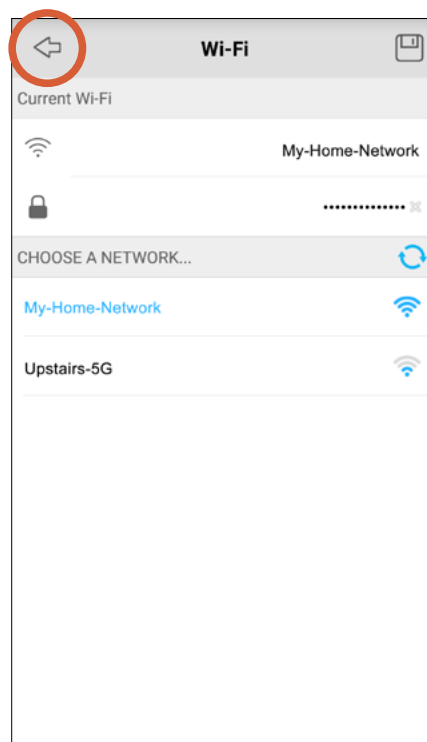 Wi-Fi
Current Wi-Fi
My-Home-Network
••••••••••••••
CHOOSE A NETWORK...
My-Home-Network
Upstairs-5G